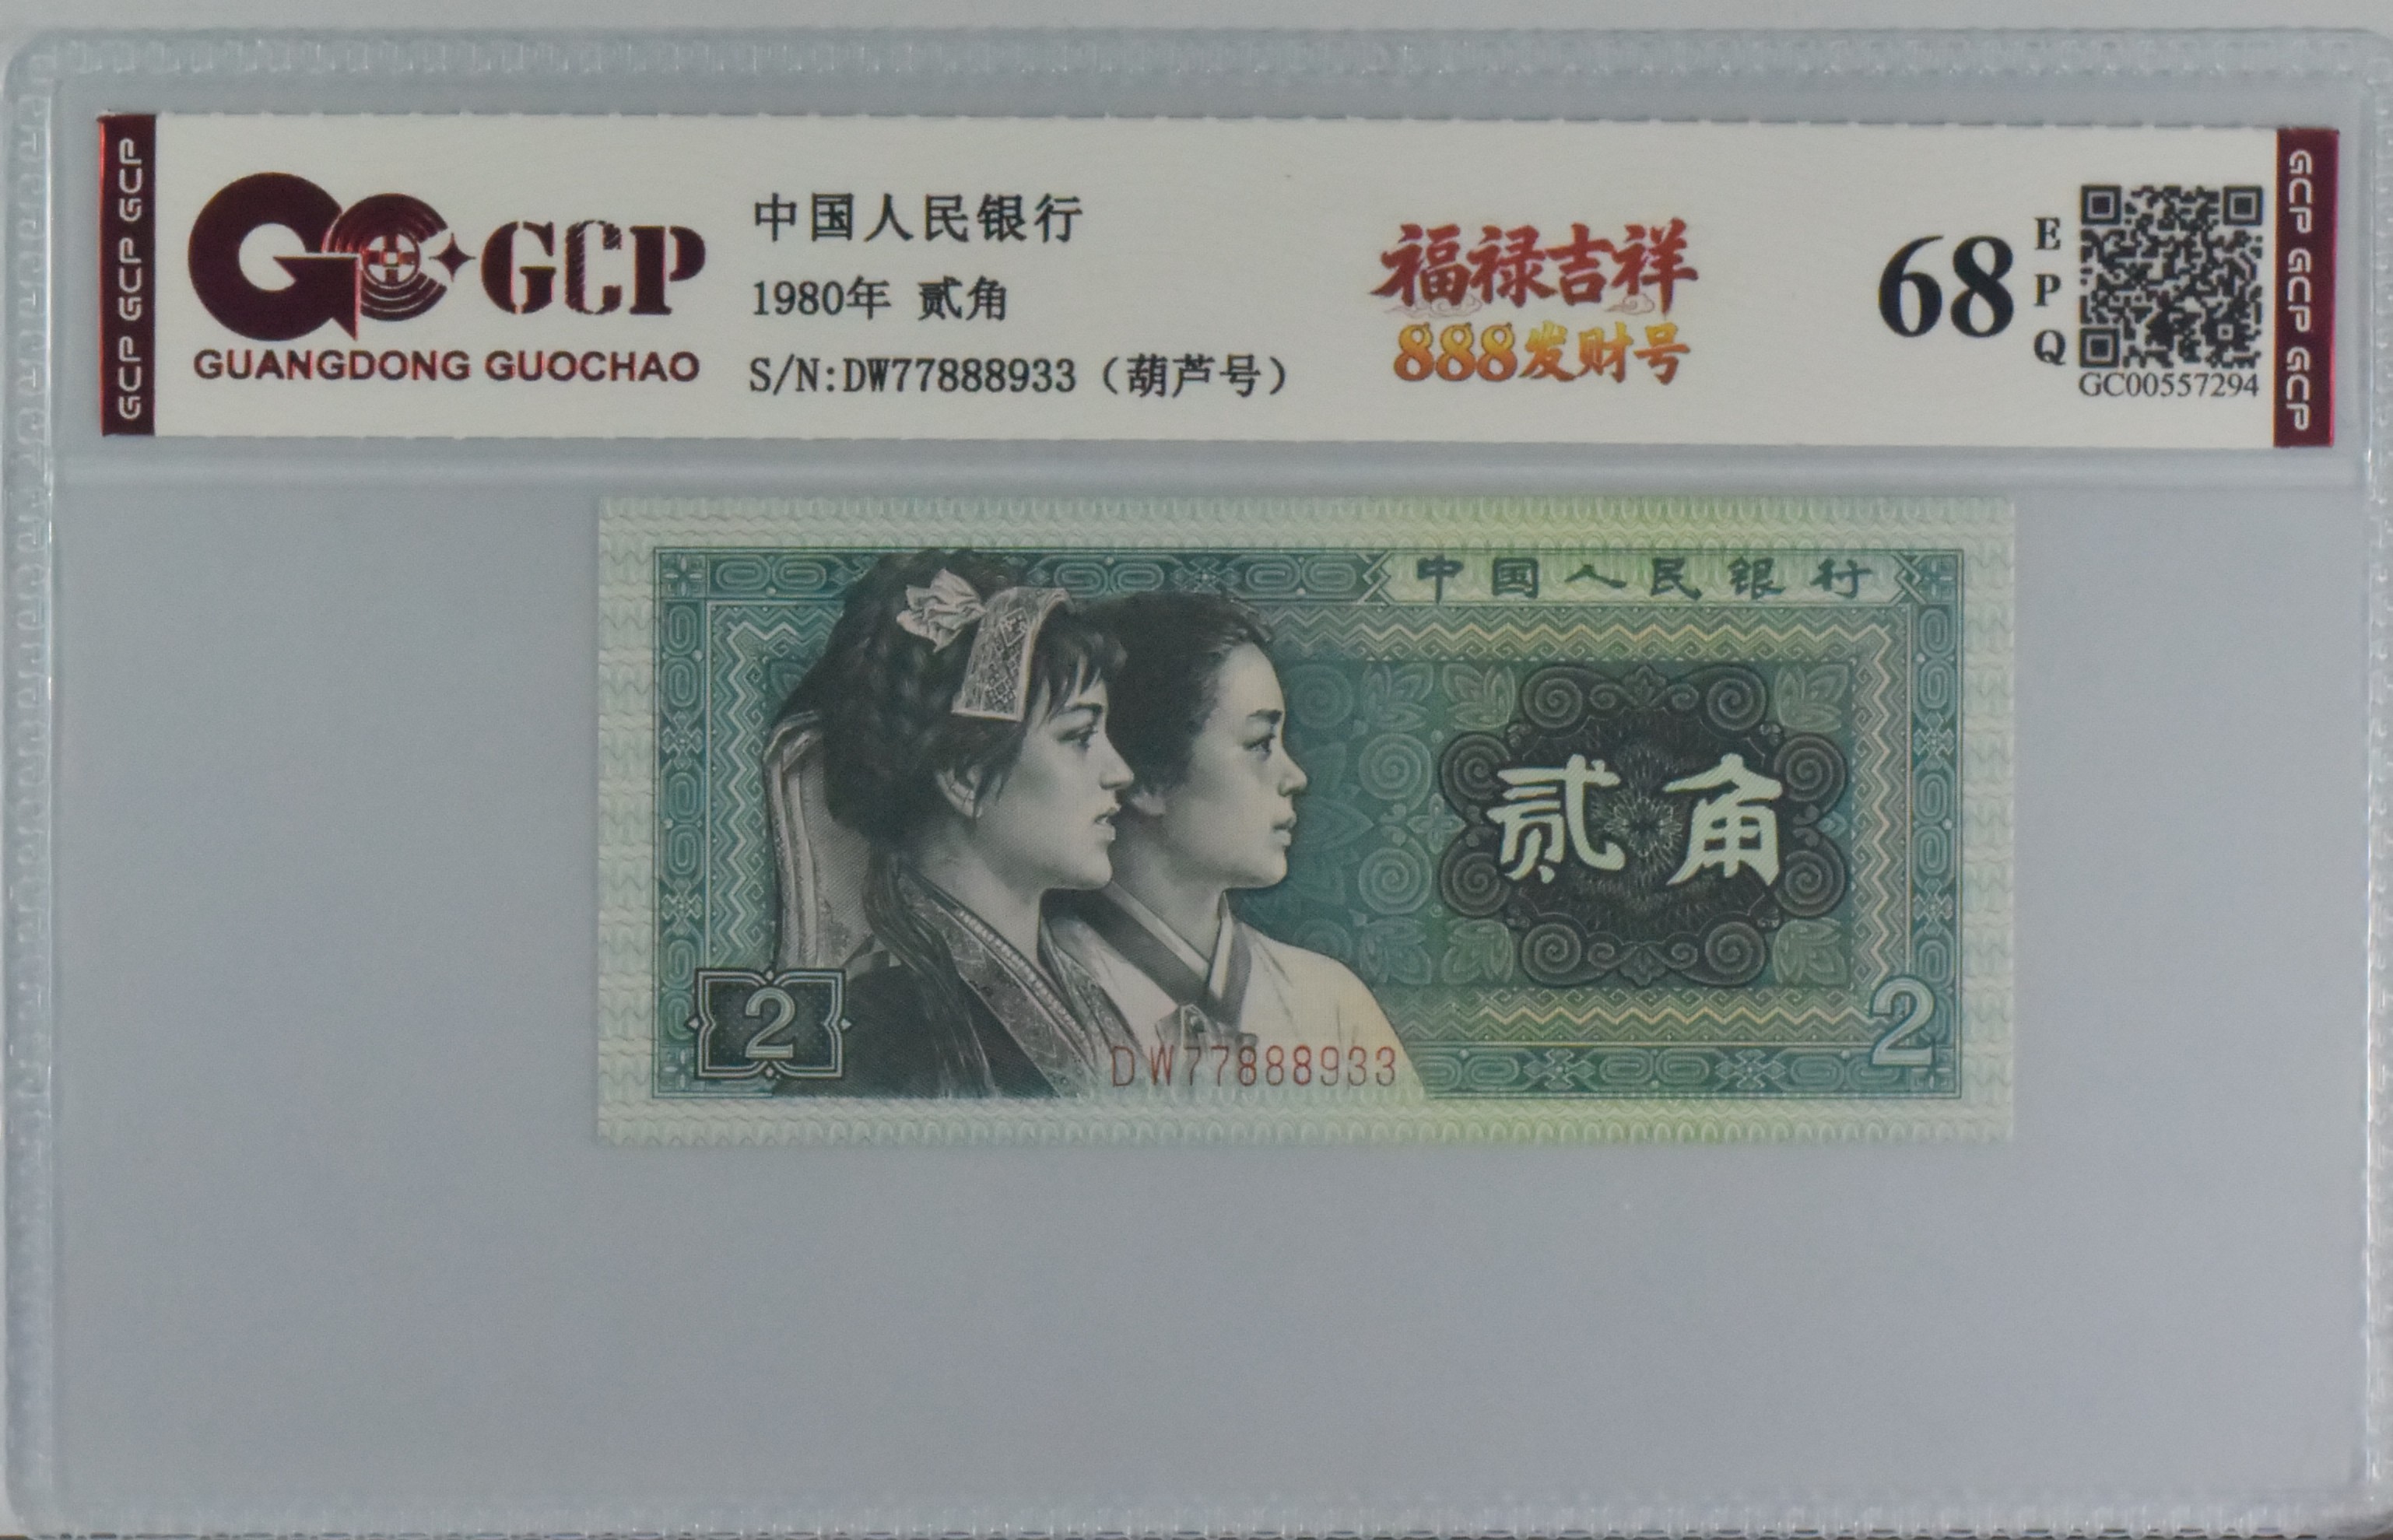 GCP GCP GCP
GCP
GUANGDONG GUOCHAO
中国人民银行
1980年 贰角
S/N:DW77888933（葫芦号）
福禄吉祥
888发财号
68
EPQ
GC00557294
GCP GCP GCP
中国人民银行
贰角
2
2
DW77888933